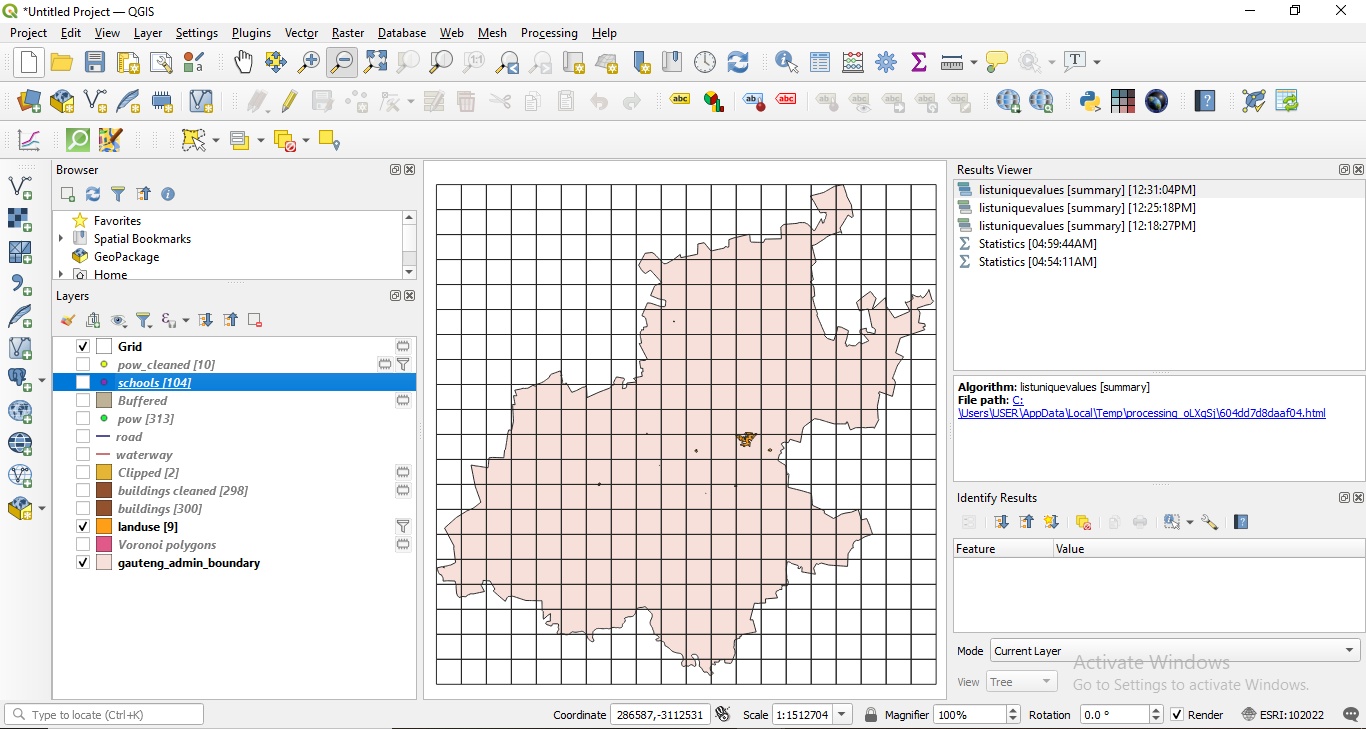 *Untitled Project — QGIS
Project Edit View Layer Settings Plugins Vector Raster Database Web Mesh Processing Help
Browser
Favorites
Spatial Bookmarks
GeoPackage
Home
Layers
Grid
pow_cleaned [10]
schools [104]
Buffered
pow [313]
road
waterway
Clipped [2]
buildings cleaned [298]
buildings [300]
landuse [9]
Voronoi polygons
gauteng_admin_boundary
Results Viewer
listuniquevalues [summary] [12:31:04PM]
listuniquevalues [summary] [12:25:18PM]
listuniquevalues [summary] [12:18:27PM]
Statistics [04:59:44AM]
Statistics [04:54:11AM]
Algorithm: listuniquevalues [summary]
File path: C:
\Users\USER\AppData\Local\Temp\processing_oLXqSj\604dd7d8daaf04.html
Identify Results
Feature Value
Mode Current Layer
View Tree
Activate Windows
Go to Settings to activate Windows.
Type to locate (Ctrl+K) Coordinate 286587,-3112531 Scale 1:1512704 Magnifier 100% Rotation 0.0 ° Render ESRI:102022